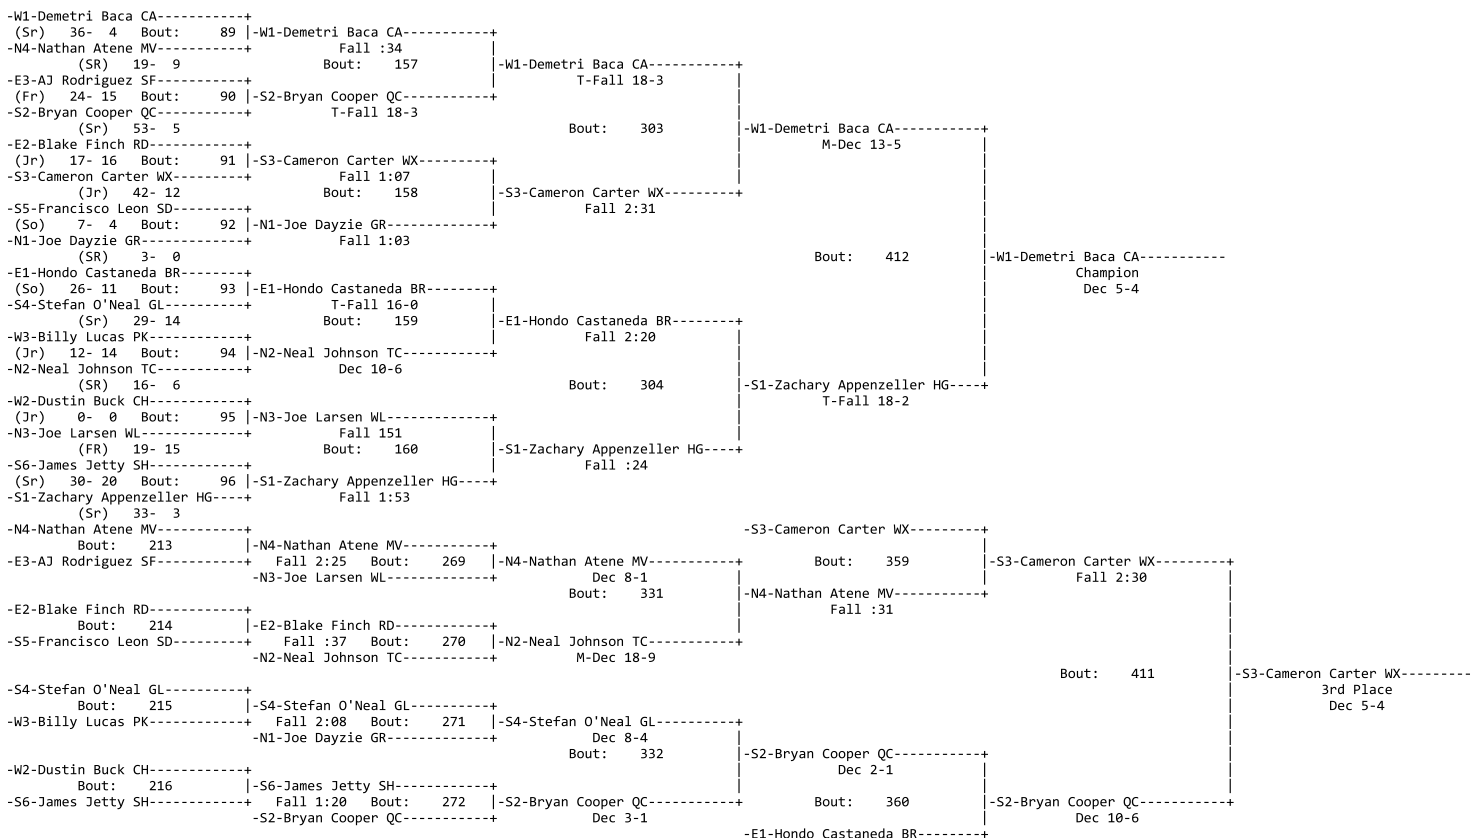 -W1-Demetri Baca CA-----------+
(Sr)   36-  4   Bout:     89 |-W1-Demetri Baca CA-----------+
-N4-Nathan Atene MV-----------+           Fall :34           |
(SR)   19-  9                  Bout:    157         |-W1-Demetri Baca CA-----------+
-E3-AJ Rodriguez SF-----------+                              |          T-Fall 18-3             |
(Fr)   24- 15   Bout:     90 |-S2-Bryan Cooper QC-----------+                              |
-S2-Bryan Cooper QC-----------+          T-Fall 18-3                                        |
(Sr)   53-  5                                                 Bout:    303         |-W1-Demetri Baca CA-----------+
-E2-Blake Finch RD------------+                                                             |          M-Dec 13-5          |
(Jr)   17- 16   Bout:     91 |-S3-Cameron Carter WX---------+                              |                              |
-S3-Cameron Carter WX---------+           Fall 1:07          |                              |                              |
(Jr)   42- 12                  Bout:    158         |-S3-Cameron Carter WX---------+                              |
-S5-Francisco Leon SD---------+                              |           Fall 2:31                                         |
(So)    7-  4   Bout:     92 |-N1-Joe Dayzie GR-------------+                                                             |
-N1-Joe Dayzie GR-------------+           Fall 1:03                                                                        |
(SR)    3-  0                                                                                Bout:    412         |-W1-Demetri Baca CA-----------
-E1-Hondo Castaneda BR--------+                                                                                            |           Champion
(So)   26- 11   Bout:     93 |-E1-Hondo Castaneda BR--------+                                                             |            Dec 5-4
-S4-Stefan O'Neal GL----------+          T-Fall 16-0         |                                                             |
(Sr)   29- 14                  Bout:    159         |-E1-Hondo Castaneda BR--------+                              |
-W3-Billy Lucas PK------------+                              |           Fall 2:20          |                              |
(Jr)   12- 14   Bout:     94 |-N2-Neal Johnson TC-----------+                              |                              |
-N2-Neal Johnson TC-----------+           Dec 10-6                                          |                              |
(SR)   16-  6                                                 Bout:    304         |-S1-Zachary Appenzeller HG----+
-W2-Dustin Buck CH------------+                                                             |          T-Fall 18-2
(Jr)    0-  0   Bout:     95 |-N3-Joe Larsen WL-------------+                              |
-N3-Joe Larsen WL-------------+           Fall 151           |                              |
(FR)   19- 15                  Bout:    160         |-S1-Zachary Appenzeller HG----+
-S6-James Jetty SH------------+                              |           Fall :24
(Sr)   30- 20   Bout:     96 |-S1-Zachary Appenzeller HG----+
-S1-Zachary Appenzeller HG----+           Fall 1:53
(Sr)   33-  3
-N4-Nathan Atene MV-----------+                                                              -S3-Cameron Carter WX---------+
Bout:    213         |-N4-Nathan Atene MV-----------+                                                             |
-E3-AJ Rodriguez SF-----------+   Fall 2:25   Bout:    269   |-N4-Nathan Atene MV-----------+         Bout:    359         |-S3-Cameron Carter WX---------+
-N3-Joe Larsen WL-------------+            Dec 8-1           |                              |           Fall 2:30          |
Bout:    331         |-N4-Nathan Atene MV-----------+                              |
-E2-Blake Finch RD------------+                                                             |           Fall :31                                          |
Bout:    214         |-E2-Blake Finch RD------------+                              |                                                             |
-S5-Francisco Leon SD---------+    Fall :37   Bout:    270   |-N2-Neal Johnson TC-----------+                                                             |
-N2-Neal Johnson TC-----------+          M-Dec 18-9                                                                        |
Bout:    411         |-S3-Cameron Carter WX---------
-S4-Stefan O'Neal GL----------+                                                                                                                           |           3rd Place
Bout:    215         |-S4-Stefan O'Neal GL----------+                                                                                            |            Dec 5-4
-W3-Billy Lucas PK------------+   Fall 2:08   Bout:    271   |-S4-Stefan O'Neal GL----------+                                                             |
-N1-Joe Dayzie GR-------------+            Dec 8-4           |                                                             |
Bout:    332         |-S2-Bryan Cooper QC-----------+                              |
-W2-Dustin Buck CH------------+                                                             |            Dec 2-1           |                              |
Bout:    216         |-S6-James Jetty SH------------+                              |                              |                              |
-S6-James Jetty SH------------+   Fall 1:20   Bout:    272   |-S2-Bryan Cooper QC-----------+         Bout:    360         |-S2-Bryan Cooper QC-----------+
-S2-Bryan Cooper QC-----------+            Dec 3-1                                          |           Dec 10-6
-E1-Hondo Castaneda BR--------+